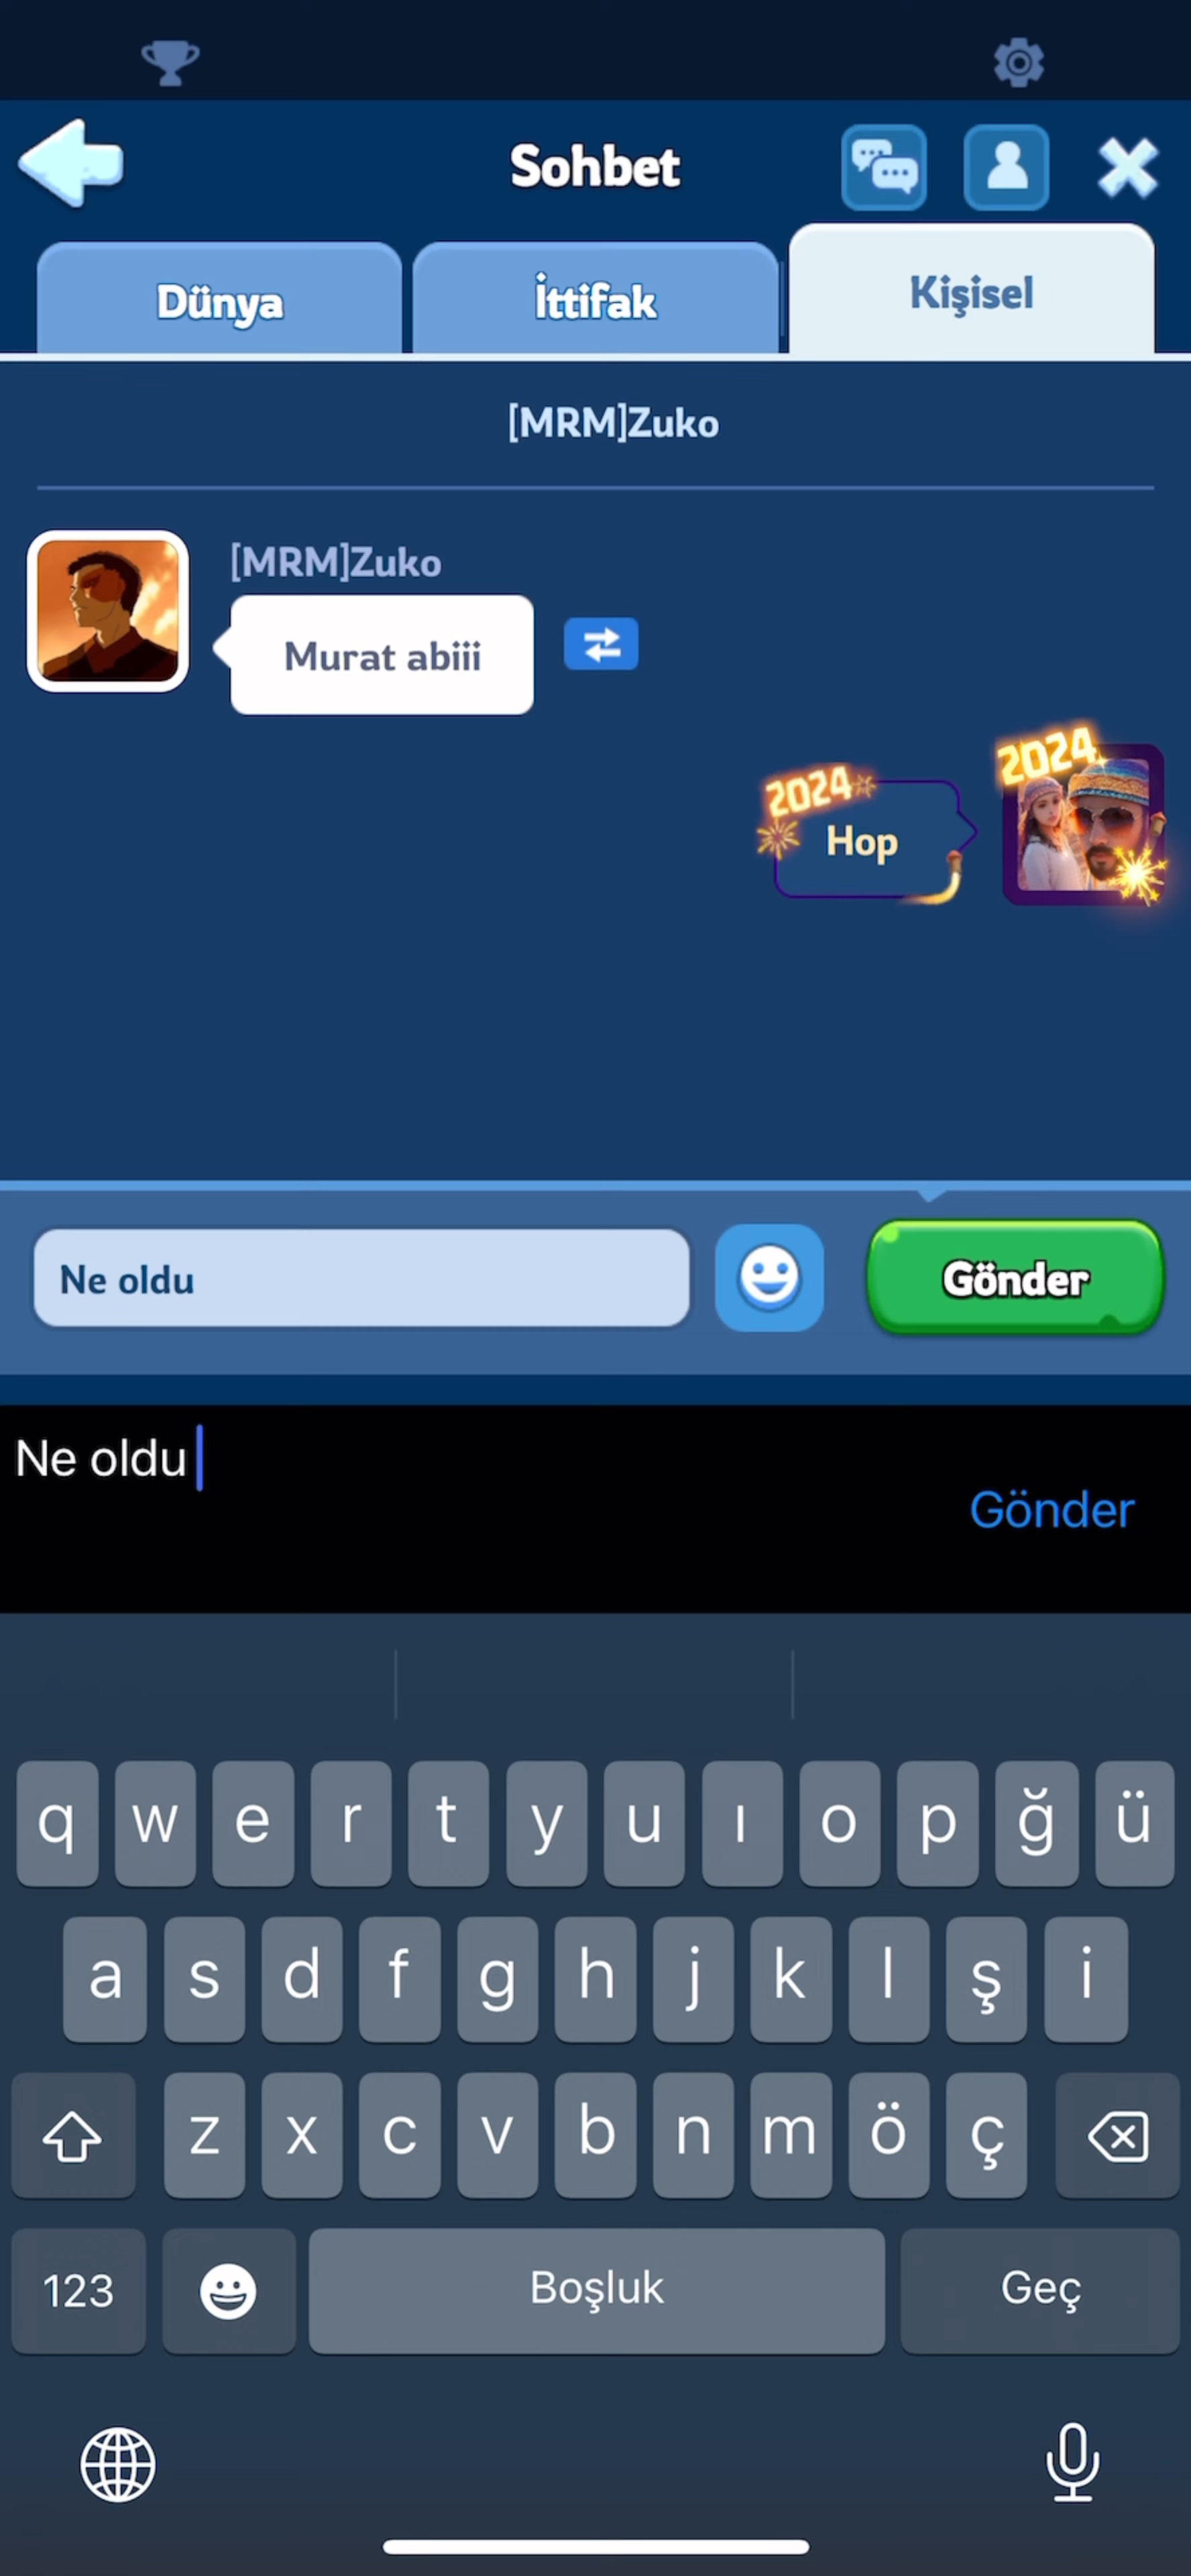 Sohbet
Dünya
İttifak
Kişisel
[MRM]Zuko
[MRM]Zuko
Murat abiii
2024
2024
Hop
Ne oldu
Gönder
Ne oldu
Gönder
q w e r t y u ı o p ğ ü
a s d f g h j k l ş i
z x c v b n m ö ç
123 Boşluk Geç